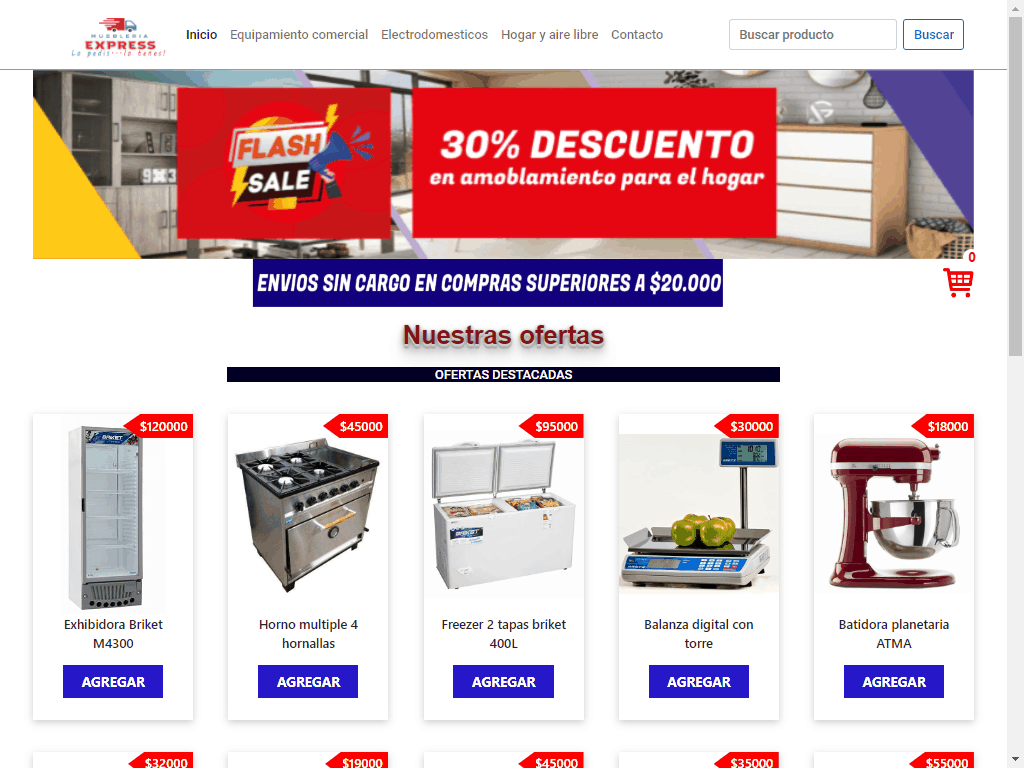 MUEBLERIA
EXPRESS
Lo pedis...lo tenes!
Inicio
Equipamiento comercial
Electrodomesticos
Hogar y aire libre
Contacto
Buscar producto
Buscar
FLASH
SALE
30% DESCUENTO
en amoblamiento para el hogar
0
ENVIOS SIN CARGO EN COMPRAS SUPERIORES A $20.000
Nuestras ofertas
OFERTAS DESTACADAS
$120000
$45000
$95000
$30000
$18000
BRIKET
BRIKET
Exhibidora Briket
M4300
Horno multiple 4
hornallas
Freezer 2 tapas briket
400L
Balanza digital con
torre
Batidora planetaria
ATMA
AGREGAR
AGREGAR
AGREGAR
AGREGAR
AGREGAR
$32000
$19000
$45000
$35000
$55000